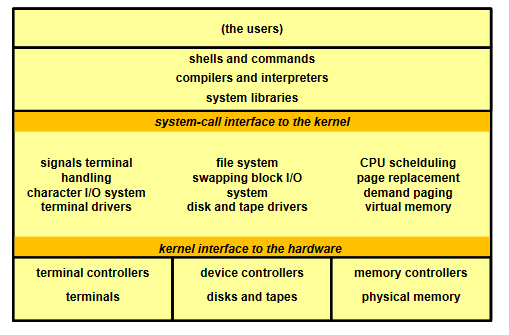 (the users)
shells and commands
compilers and interpreters
system libraries
system-call interface to the kernel
signals terminal
handling
character I/O system
terminal drivers
file system
swapping block I/O
system
disk and tape drivers
CPU schelduling
page replacement
demand paging
virtual memory
kernel interface to the hardware
terminal controllers
terminals
device controllers
disks and tapes
memory controllers
physical memory